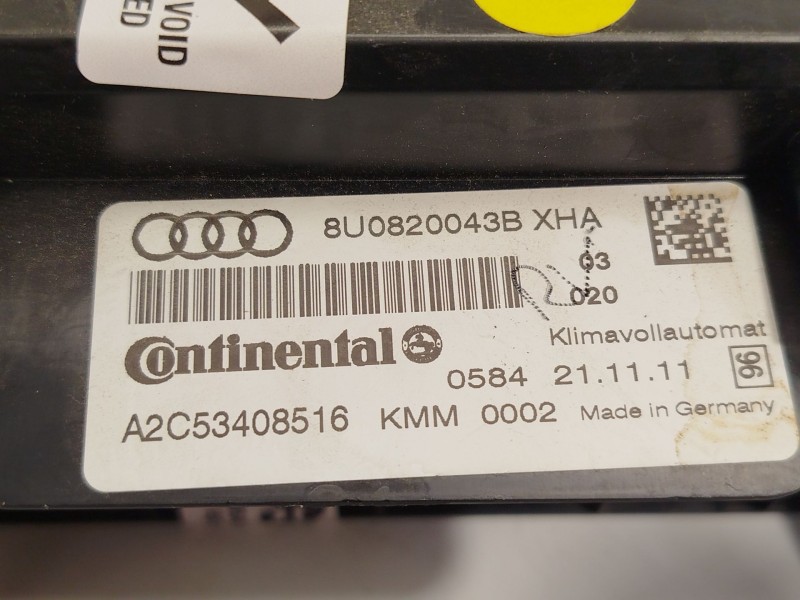 VOID
ED
8U0820043B XHA
03
020
Continental
Klimavollautomat
0584 21.11.11
96
A2C53408516 KMM 0002 Made in Germany